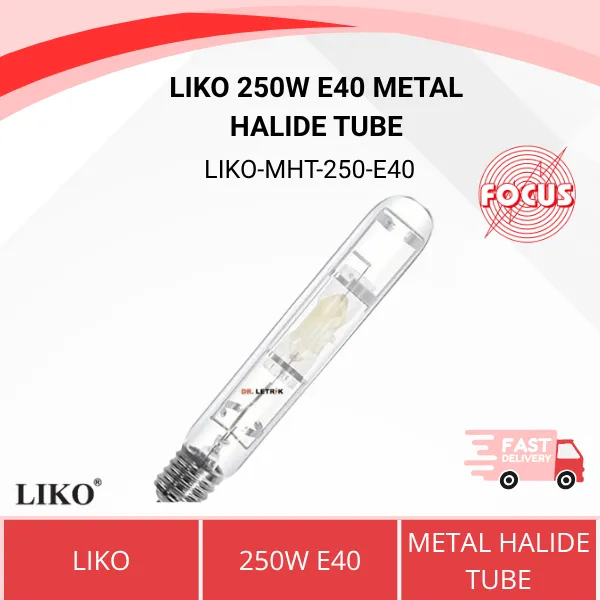 LIKO 250W E40 METAL
HALIDE TUBE
LIKO-MHT-250-E40
FOCUS
DR. LETRIK
FAST
DELIVERY
LIKO®
LIKO
250W E40
METAL HALIDE
TUBE